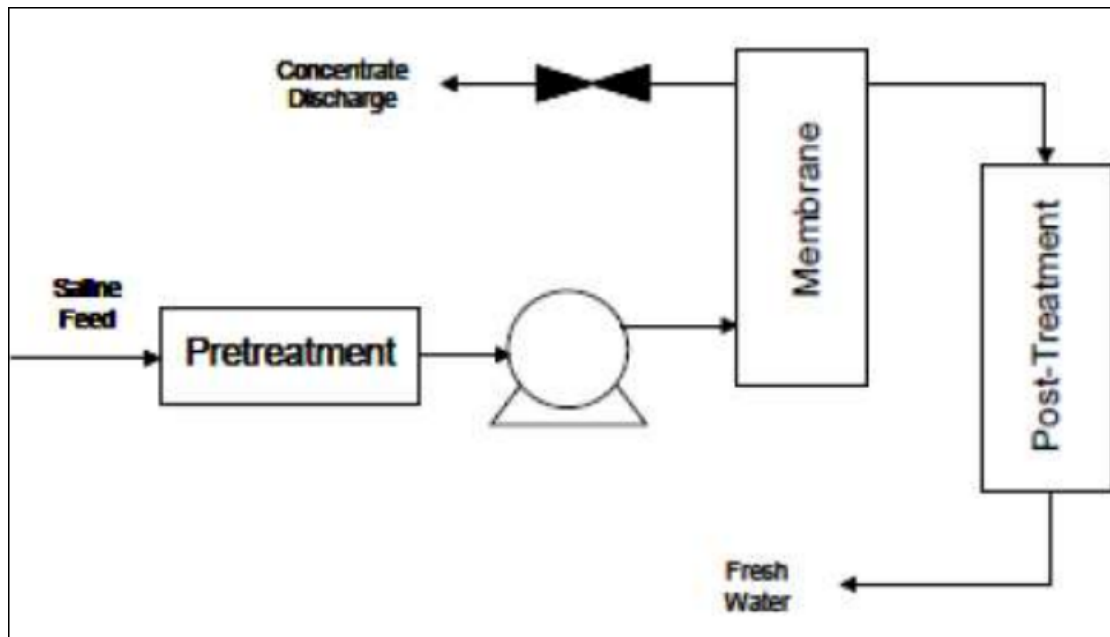 Concentrate
Discharge
Membrane
Saline
Feed
Pretreatment
Post-Treatment
Fresh
Water